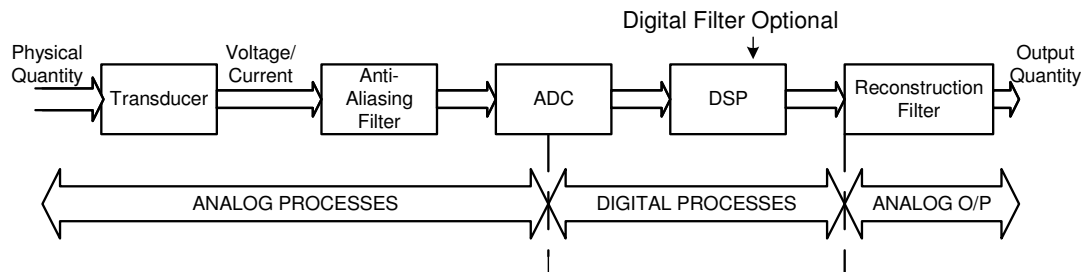 Digital Filter Optional
Physical
Quantity
Voltage/
Current
Output
Quantity
Transducer
Anti-
Aliasing
Filter
ADC
DSP
Reconstruction
Filter
ANALOG PROCESSES
DIGITAL PROCESSES
ANALOG O/P